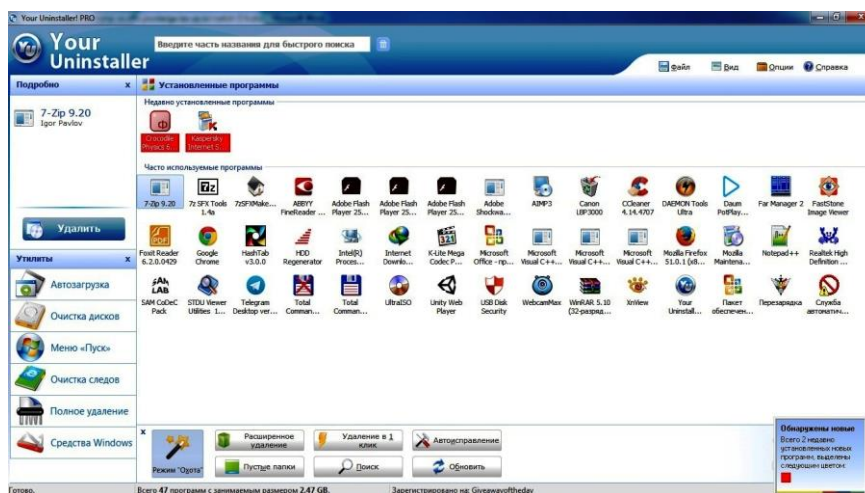 Your Uninstaller! PRO
Your
Uninstaller
Введите часть названия для быстрого поиска
Файл Вид Опции Справка
Подробно x
Установленные программы
7-Zip 9.20
Igor Pavlov
Удалить
Утилиты x
Автозагрузка
Очистка дисков
Меню «Пуск»
Очистка следов
Полное удаление
Средства Windows
Недавно установленные программы
Crocodile Kaspersky
Physics 6... Internet S...
Часто используемые программы
7-Zip 9.20 7z SFX Tools 7zSFXMake... ABBYY Adobe Flash Adobe Flash Adobe Flash Adobe AIMP3 Canon CCleaner DAEMON Tools Daum Far Manager 2 FastStone
1.4a FineReader ... Player 25... Player 25... Player 25... Shockwa... LBP3000 4.14.4707 Ultra PotPlay... Image Viewer
Foxit Reader Google HashTab HDD Intel(R) Internet K-Lite Mega Microsoft Microsoft Microsoft Microsoft Mozilla Firefox Mozilla Notepad++ Realtek High
6.2.0.0429 Chrome v3.0.0 Regenerator Proces... Downlo... Codec P... Office - пр... Visual C++... Visual C++... Visual C++... 51.0.1 (x8... Maintena... Definition ...
SAM CoDeC STDU Viewer Telegram Total Total UltraISO Unity Web USB Disk WebcamMax WinRAR 5.10 XnView Your Пакет Перезарядка Служба
Pack Utilities 1... Desktop ver... Comman... Comman... Player Security (32-разряд... Uninstall... обеспечен... автоматич...
x
Режим "Охота"
Расширенное
удаление
Удаление в 1
клик
Автоисправление
Пустые папки
Поиск
Обновить
Обнаружены новые
Всего 2 недавно
установленных новых
программ, выделены
следующим цветом:
Готово. Всего 47 программ с занимаемым размером 2.47 GB. Зарегистрировано на: Giveawayoftheday